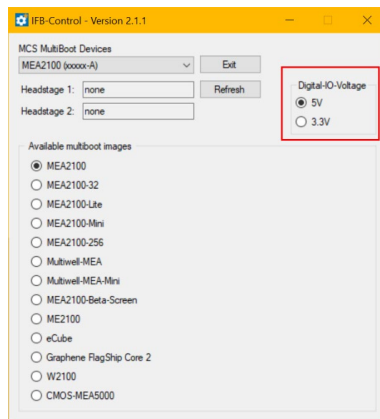 IFB-Control - Version 2.1.1
MCS MultiBoot Devices
MEA2100 (xxxxx-A)
Exit
Headstage 1: none
Refresh
Headstage 2: none
Digital-IO-Voltage
5V
3.3V
Available multiboot images
MEA2100
MEA2100-32
MEA2100-Lite
MEA2100-Mini
MEA2100-256
Multiwell-MEA
Multiwell-MEA-Mini
MEA2100-Beta-Screen
ME2100
eCube
Graphene FlagShip Core 2
W2100
CMOS-MEA5000